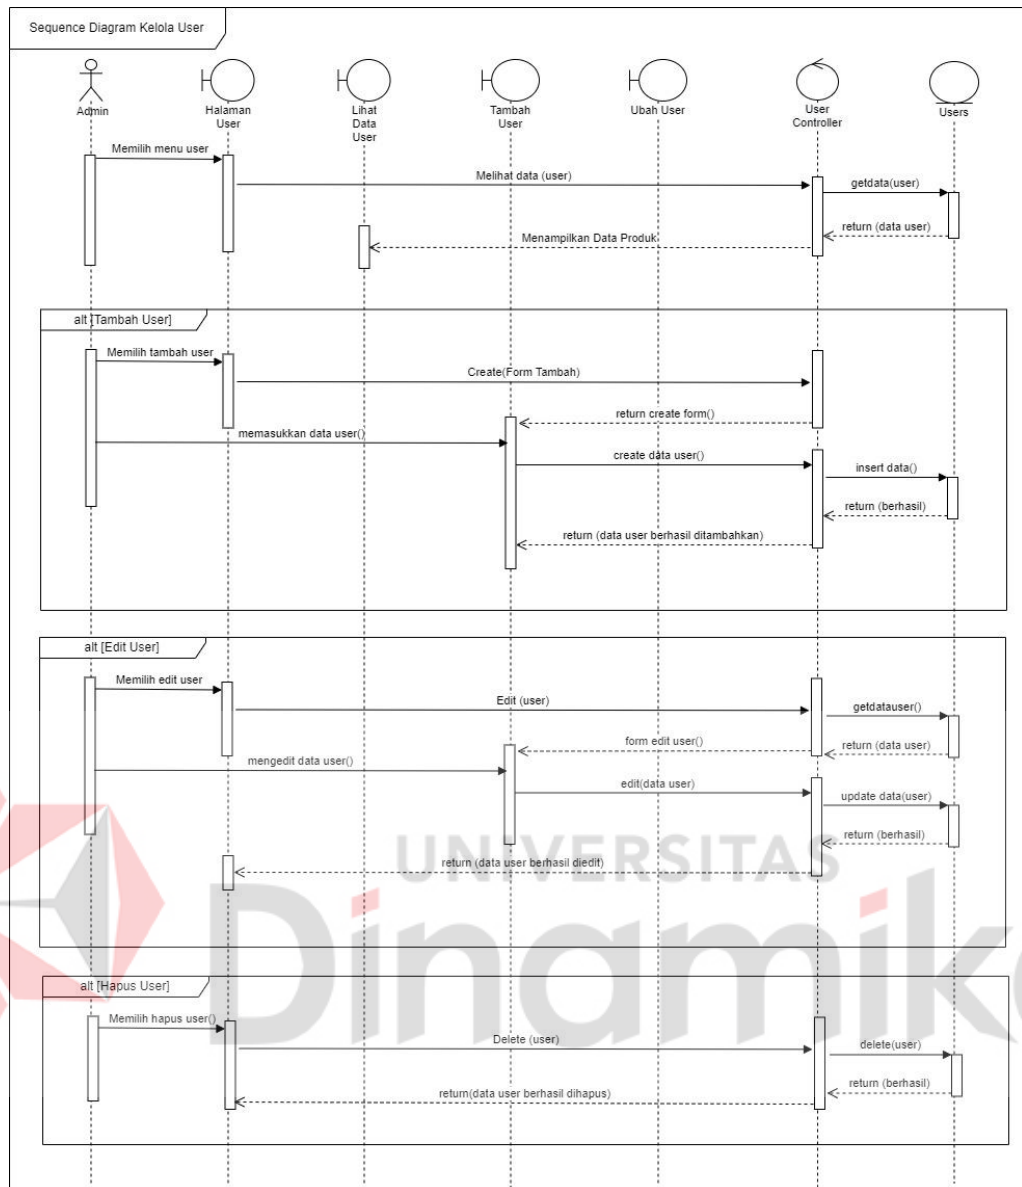 Sequence Diagram Kelola User
Admin
Halaman
User
Lihat
Data
User
Tambah
User
Ubah User
User
Controller
Users
Memilih menu user
Melihat data (user)
getdata(user)
return (data user)
Menampilkan Data Produk
alt [Tambah User]
Memilih tambah user
Create(Form Tambah)
return create form()
memasukkan data user()
create data user()
insert data()
return (berhasil)
return (data user berhasil ditambahkan)
alt [Edit User]
Memilih edit user
Edit (user)
getdatauser()
form edit user()
return (data user)
mengedit data user()
edit(data user)
update data(user)
return (berhasil)
return (data user berhasil diedit)
UNIVERSITAS
Dinamika
alt [Hapus User]
Memilih hapus user()
Delete (user)
delete(user)
return (berhasil)
return(data user berhasil dihapus)